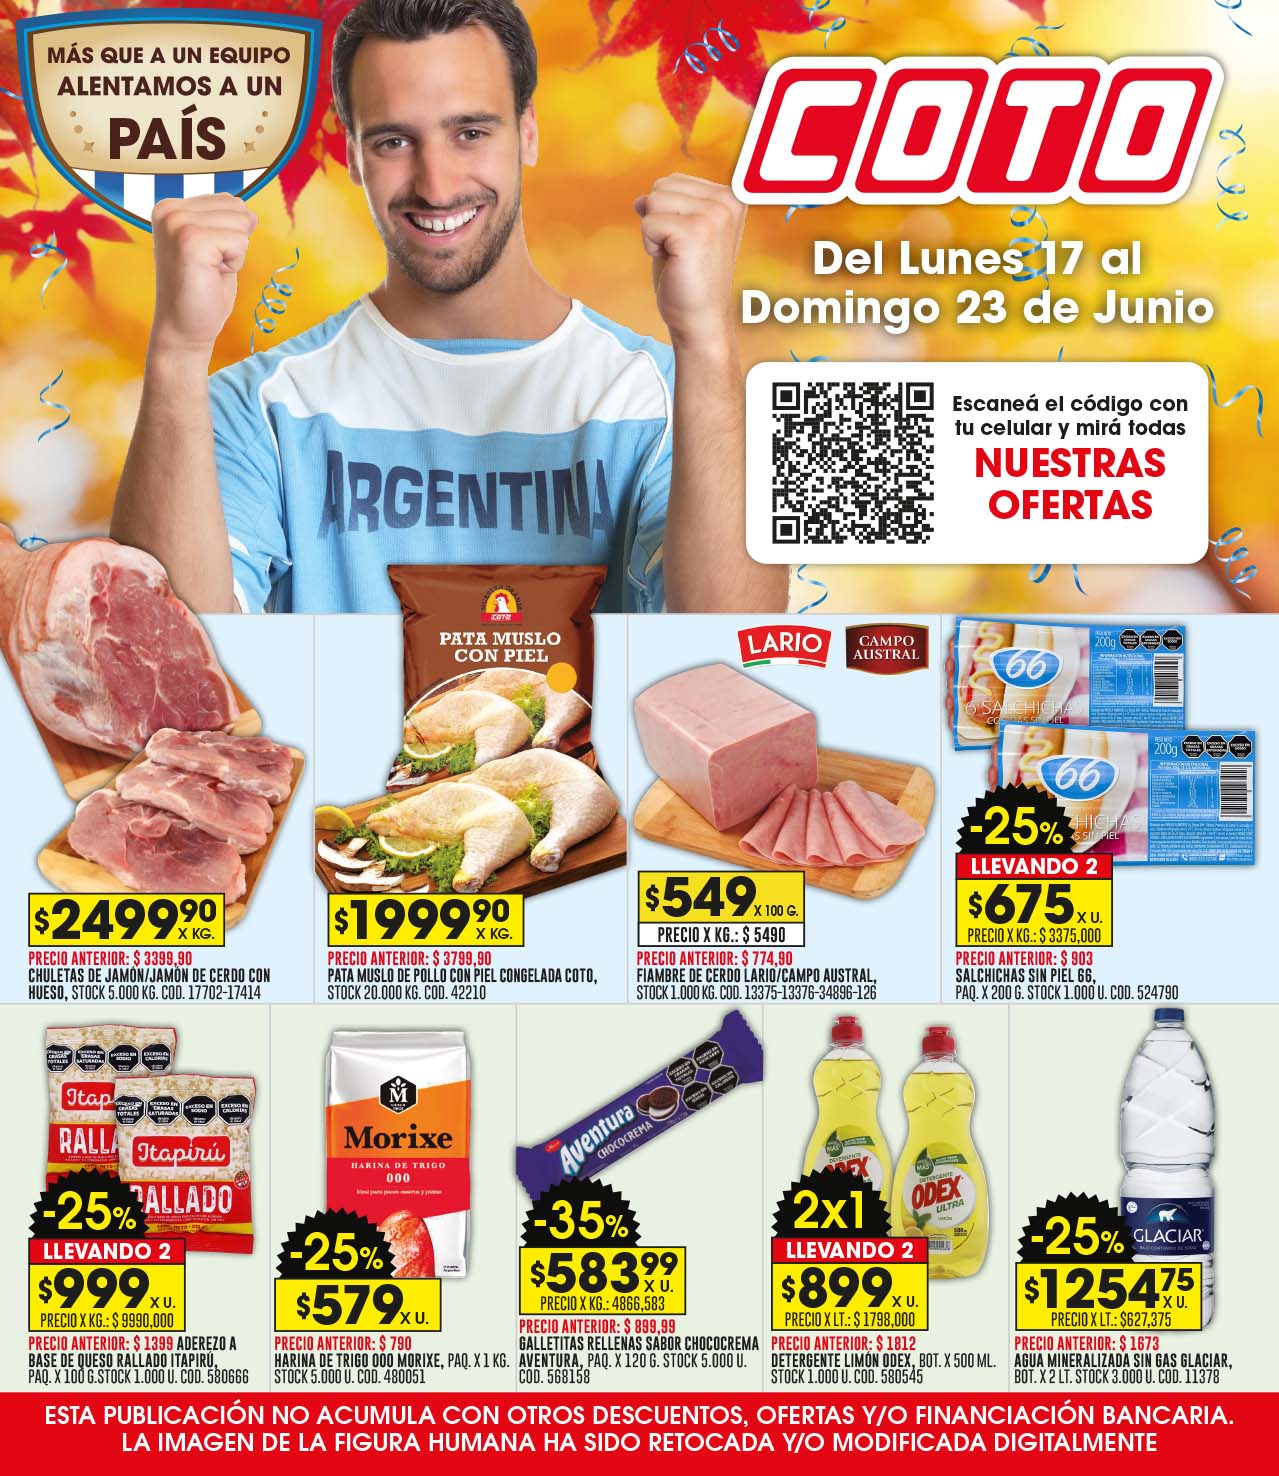 MÁS QUE A UN EQUIPO
ALENTAMOS A UN
PAÍS
COTO
Del Lunes 17 al
Domingo 23 de Junio
Escaneá el código con
tu celular y mirá todas
NUESTRAS
OFERTAS
ARGENTINA
COTO
PATA MUSLO
CON PIEL
LARIO
CAMPO
AUSTRAL
66
6 SALCHICHAS
200g
66
200g
$2499 90
X KG.
PRECIO ANTERIOR: $ 3399,90
CHULETAS DE JAMÓN/JAMÓN DE CERDO CON
HUESO, STOCK 5.000 KG. COD. 17702-17414
$1999 90
X KG.
PRECIO ANTERIOR: $ 3799,90
PATA MUSLO DE POLLO CON PIEL CONGELADA COTO,
STOCK 20.000 KG. COD. 42210
$549 X 100 G.
PRECIO X KG.: $ 5490
PRECIO ANTERIOR: $ 774,90
FIAMBRE DE CERDO LARIO/CAMPO AUSTRAL,
STOCK 1.000 KG. COD. 13375-13376-34896-126
-25%
LLEVANDO 2
$675 X U.
PRECIO X KG.: $ 3375,000
PRECIO ANTERIOR: $ 903
SALCHICHAS SIN PIEL 66,
PAQ. X 200 G. STOCK 1.000 U. COD. 524790
Itapirú
RALLADO
-25%
LLEVANDO 2
$999 X U.
PRECIO X KG.: $ 9990,000
PRECIO ANTERIOR: $ 1399 ADEREZO A
BASE DE QUESO RALLADO ITAPIRÚ,
PAQ. X 100 G.STOCK 1.000 U. COD. 580666
M
Morixe
HARINA DE TRIGO
000
-25%
$579 X U.
PRECIO ANTERIOR: $ 790
HARINA DE TRIGO 000 MORIXE, PAQ. X 1 KG.
STOCK 5.000 U. COD. 480051
Aventura
CHOCOCREMA
-35%
$583 99
X U.
PRECIO X KG.: 4866,583
PRECIO ANTERIOR: $ 899,99
GALLETITAS RELLENAS SABOR CHOCOCREMA
AVENTURA, PAQ. X 120 G. STOCK 5.000 U.
COD. 568158
DETERGENTE
ODEX
ULTRA
2x1
LLEVANDO 2
$899 X U.
PRECIO X LT.: $ 1798,000
PRECIO ANTERIOR: $ 1812
DETERGENTE LIMÓN ODEX, BOT. X 500 ML.
STOCK 1.000 U. COD. 580545
GLACIAR
-25%
$1254 75
X U.
PRECIO X LT.: $627,375
PRECIO ANTERIOR: $ 1673
AGUA MINERALIZADA SIN GAS GLACIAR,
BOT. X 2 LT. STOCK 3.000 U. COD. 11378
ESTA PUBLICACIÓN NO ACUMULA CON OTROS DESCUENTOS, OFERTAS Y/O FINANCIACIÓN BANCARIA.
LA IMAGEN DE LA FIGURA HUMANA HA SIDO RETOCADA Y/O MODIFICADA DIGITALMENTE